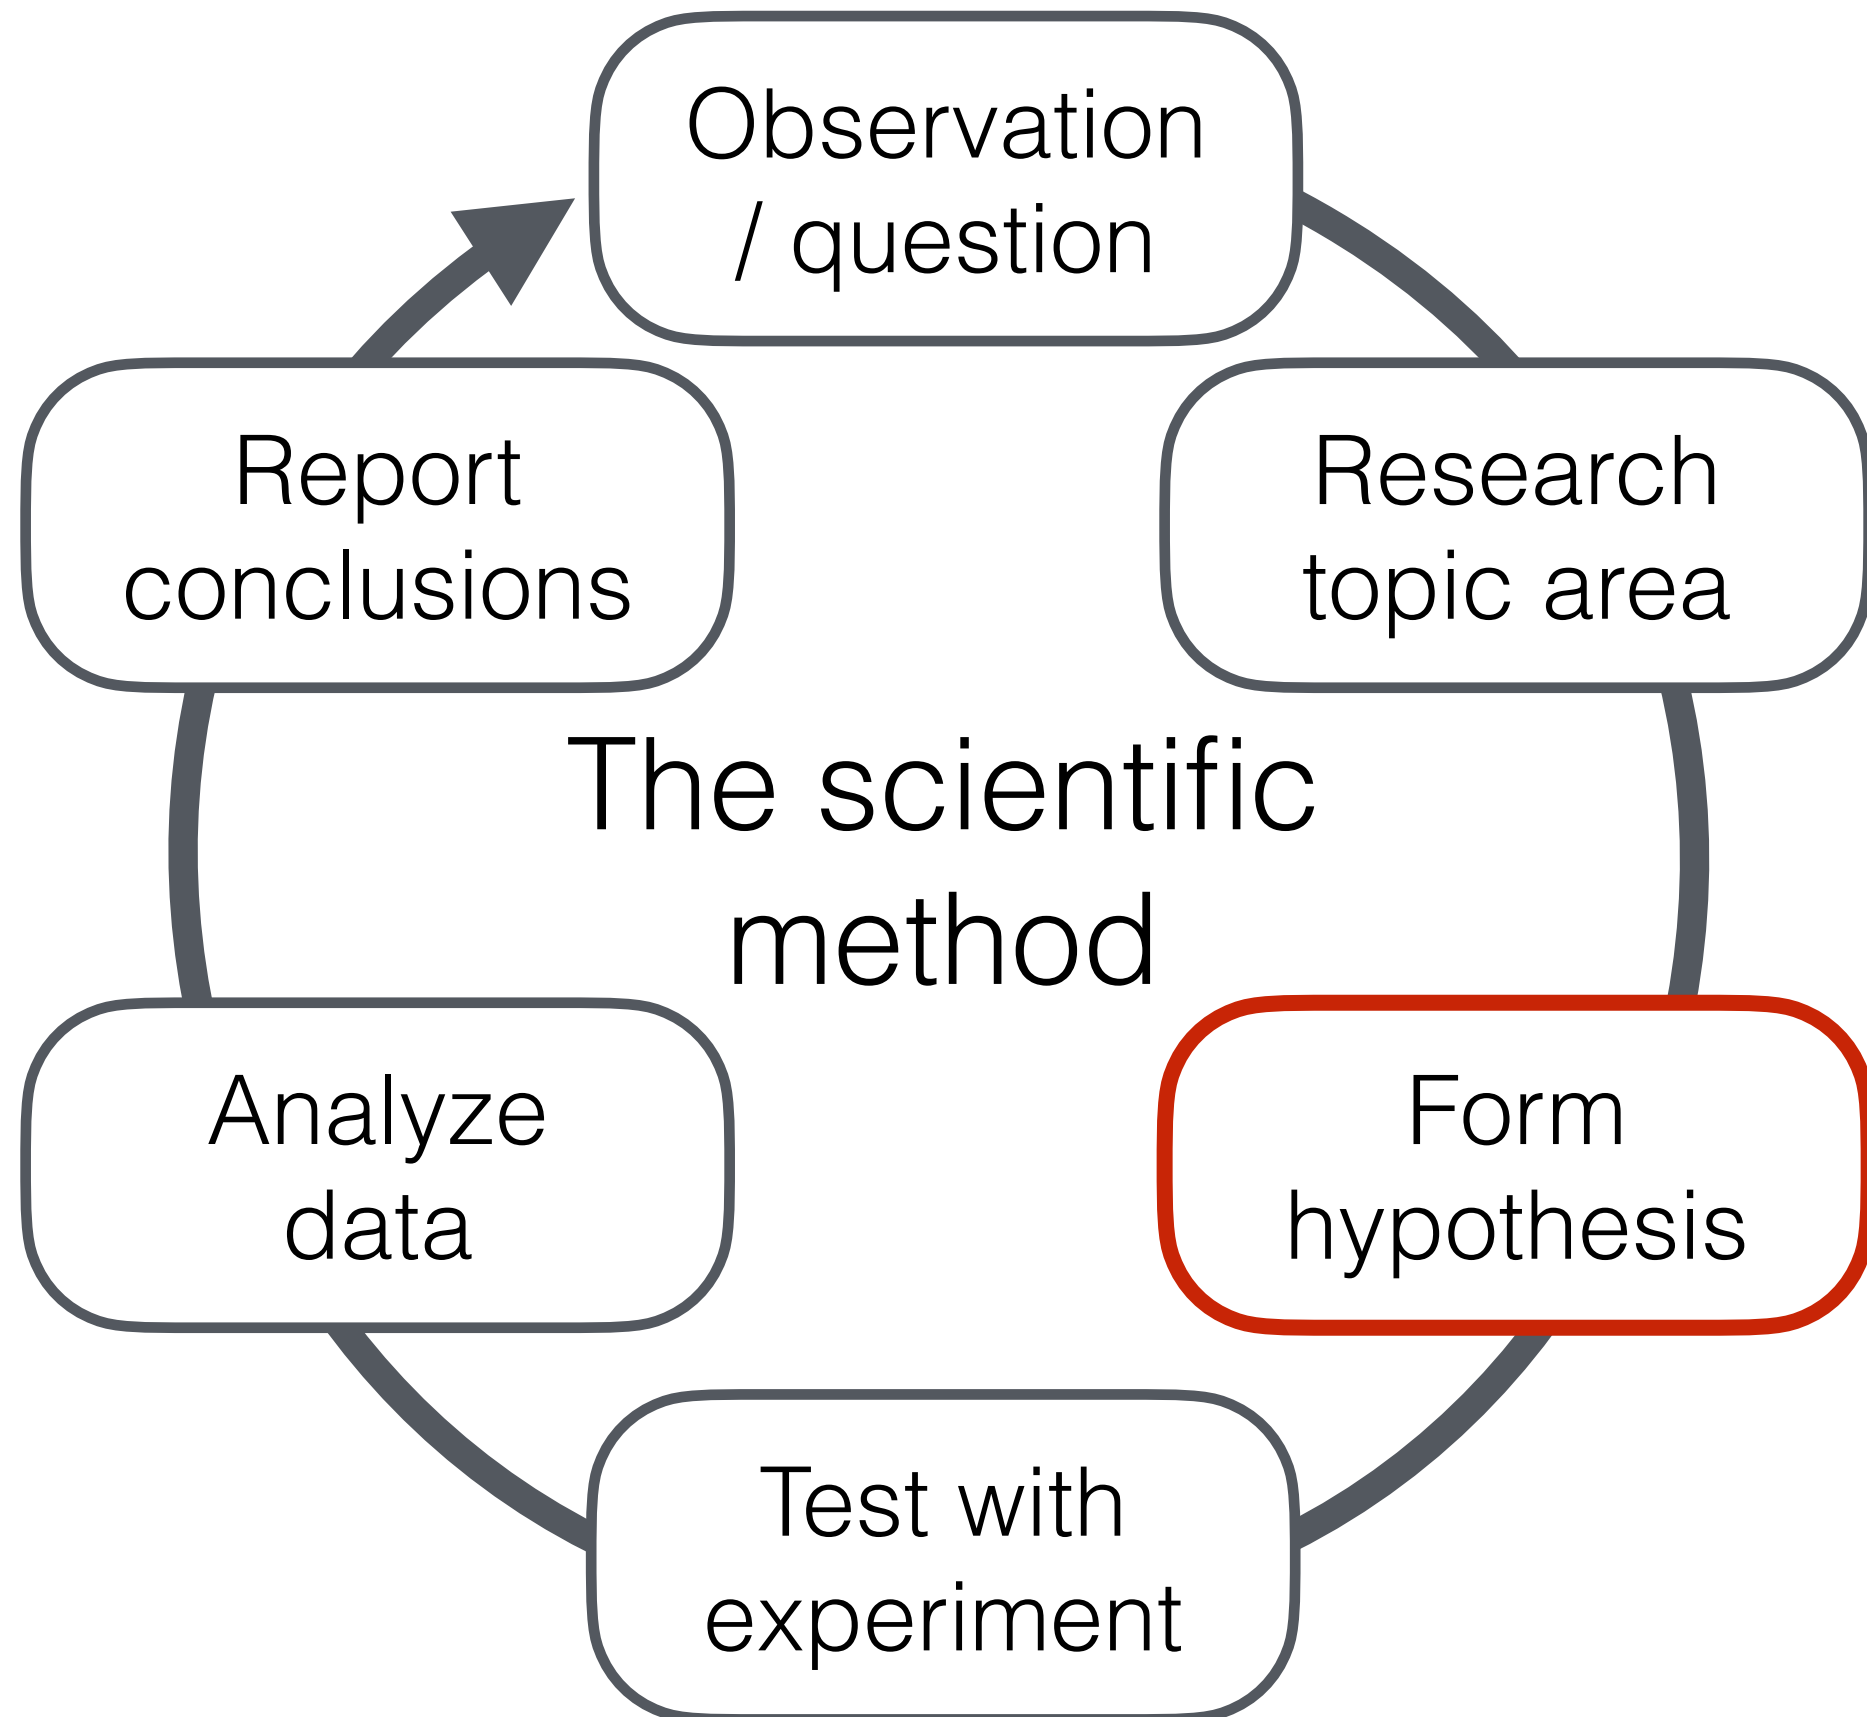 Observation
/ question
Research
topic area
Form
hypothesis
Test with
experiment
Analyze
data
Report
conclusions
The scientific
method